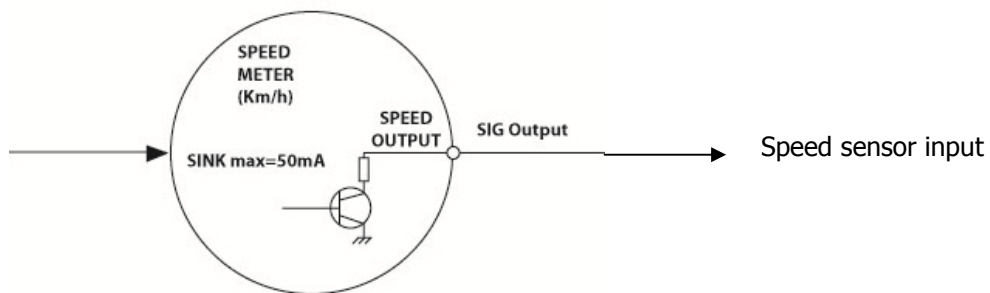 SPEED
METER
(Km/h)
SPEED
OUTPUT
SIG Output
SINK max=50mA
Speed sensor input